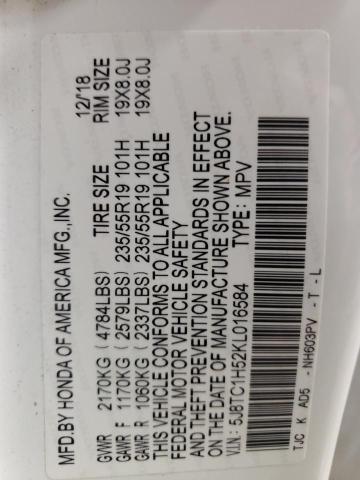 MFD.BY HONDA OF AMERICA MFG.,INC. 12/'18
TIRE SIZE RIM SIZE
GVWR 2170KG (4784LBS)
GAWR F 1170KG (2579LBS) 235/55R19 101H 19X8.0J
GAWR R 1060KG (2337LBS) 235/55R19 101H 19X8.0J
THIS VEHICLE CONFORMS TO ALL APPLICABLE
FEDERAL MOTOR VEHICLE SAFETY
AND THEFT PREVENTION STANDARDS IN EFFECT
ON THE DATE OF MANUFACTURE SHOWN ABOVE.
V.I.N.: 5J8TC1H52KL016584 TYPE: MPV
TJC K AD5 - NH603PV - T - L